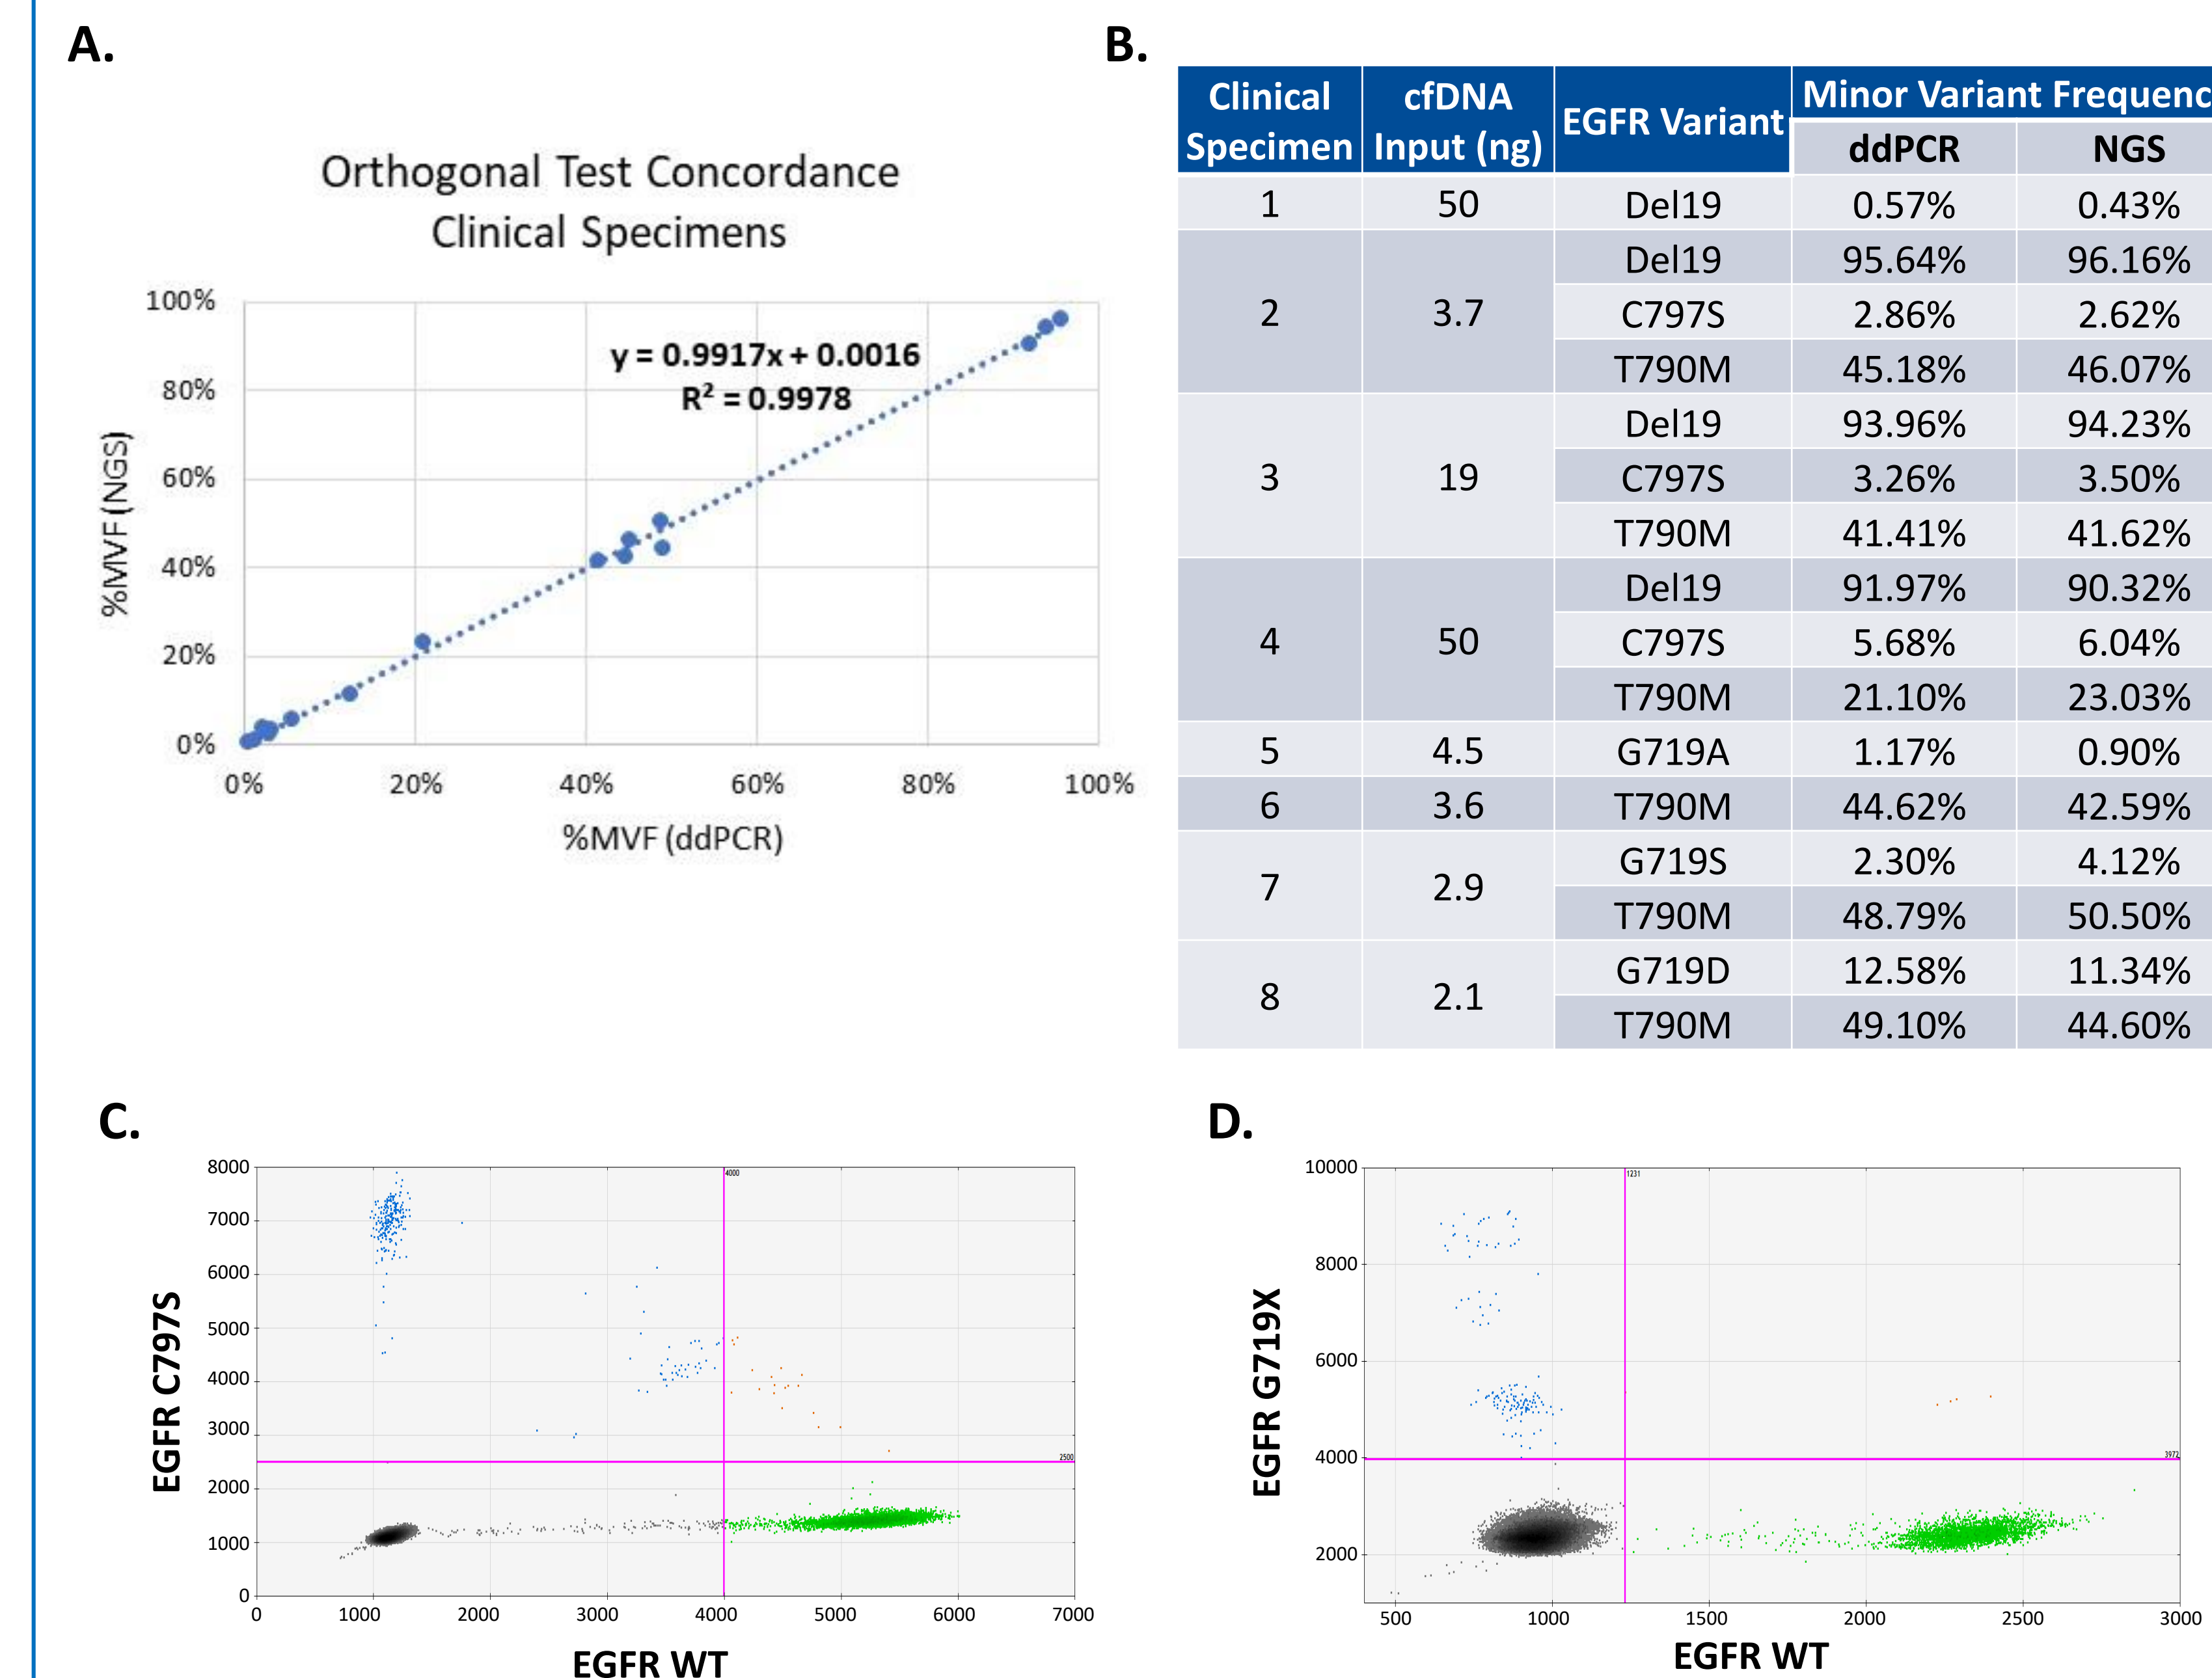 A.
Orthogonal Test Concordance
Clinical Specimens
100%
80%
60%
40%
20%
0%
0% 20% 40% 60% 80% 100%
%MVF (NGS)
%MVF (ddPCR)
y = 0.9917x + 0.0016
R² = 0.9978
B.
Clinical Specimen cfDNA Input (ng) EGFR Variant Minor Variant Frequenc
ddPCR NGS
1 50 Del19 0.57% 0.43%
2 3.7 Del19 95.64% 96.16%
C797S 2.86% 2.62%
T790M 45.18% 46.07%
3 19 Del19 93.96% 94.23%
C797S 3.26% 3.50%
T790M 41.41% 41.62%
4 50 Del19 91.97% 90.32%
C797S 5.68% 6.04%
T790M 21.10% 23.03%
5 4.5 G719A 1.17% 0.90%
6 3.6 T790M 44.62% 42.59%
7 2.9 G719S 2.30% 4.12%
T790M 48.79% 50.50%
8 2.1 G719D 12.58% 11.34%
T790M 49.10% 44.60%
C.
EGFR C797S
8000
7000
6000
5000
4000
3000
2000
1000
0
0 1000 2000 3000 4000 5000 6000 7000
4000
2500
EGFR WT
D.
EGFR G719X
10000
8000
6000
4000
2000
500 1000 1500 2000 2500 3000
1231
3972
EGFR WT